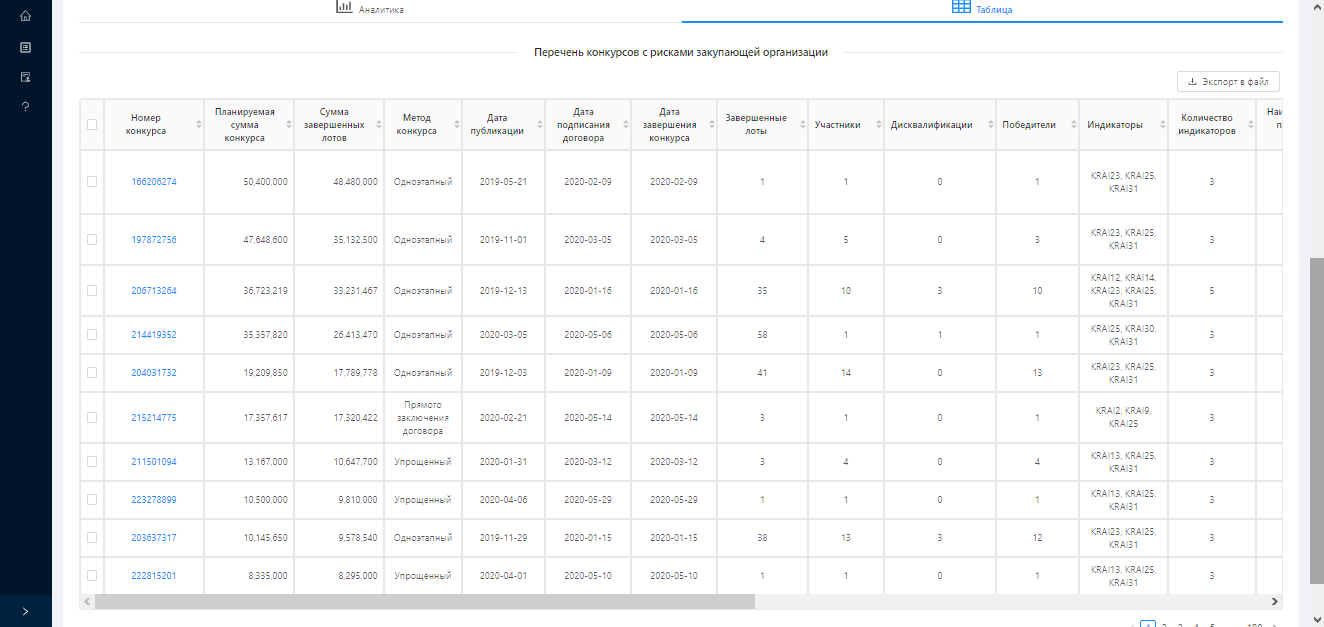 Аналитика
Таблица
Перечень конкурсов с рисками закупающей организации
Экспорт в файл
Номер конкурса Планируемая сумма конкурса Сумма завершенных лотов Метод конкурса Дата публикации Дата подписания договора Дата завершения конкурса Завершенные лоты Участники Дисквалификации Победители Индикаторы Количество индикаторов
166206274 50,400,000 48,480,000 Одноэтапный 2019-05-21 2020-02-09 2020-02-09 1 1 0 1 KRAI23, KRAI25, KRAI31 3
197872756 47,648,600 35,132,500 Одноэтапный 2019-11-01 2020-03-05 2020-03-05 4 5 0 3 KRAI23, KRAI25, KRAI31 3
206713264 36,723,219 33,231,467 Одноэтапный 2019-12-13 2020-01-16 2020-01-16 35 10 3 10 KRAI12, KRAI14, KRAI23, KRAI25, KRAI31 5
214419352 35,357,820 26,413,470 Одноэтапный 2020-03-05 2020-05-06 2020-05-06 58 1 1 1 KRAI25, KRAI30, KRAI31 3
204031732 19,209,850 17,789,778 Одноэтапный 2019-12-03 2020-01-09 2020-01-09 41 14 0 13 KRAI23, KRAI25, KRAI31 3
215214775 17,357,617 17,320,422 Прямого заключения договора 2020-02-21 2020-05-14 2020-05-14 3 1 0 1 KRAI2, KRAI9, KRAI25 3
211501094 13,167,000 10,647,700 Упрощенный 2020-01-31 2020-03-12 2020-03-12 3 4 0 4 KRAI13, KRAI25, KRAI31 3
223278899 10,500,000 9,810,000 Упрощенный 2020-04-06 2020-05-29 2020-05-29 1 1 0 1 KRAI13, KRAI25, KRAI31 3
203637317 10,145,650 9,578,540 Одноэтапный 2019-11-29 2020-01-15 2020-01-15 38 13 3 12 KRAI23, KRAI25, KRAI31 3
222815201 8,335,000 8,295,000 Упрощенный 2020-04-01 2020-05-10 2020-05-10 1 1 0 1 KRAI13, KRAI25, KRAI31 3